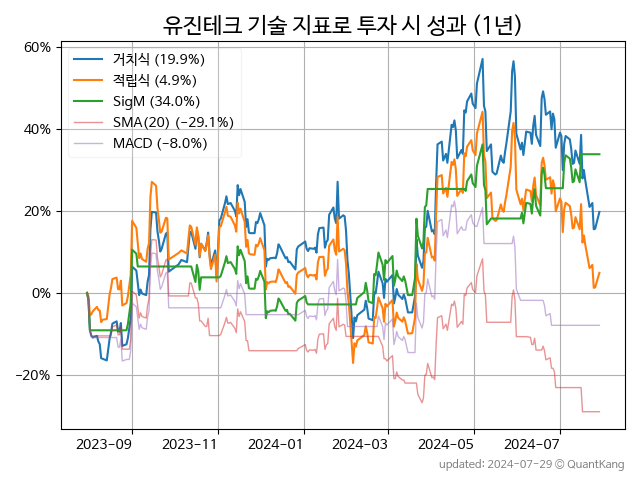 유진테크 기술 지표로 투자 시 성과 (1년)
60%
40%
20%
0%
−20%
거치식 (19.9%)
적립식 (4.9%)
SigM (34.0%)
SMA(20) (−29.1%)
MACD (−8.0%)
2023-09
2023-11
2024-01
2024-03
2024-05
2024-07
updated: 2024-07-29 © QuantKang